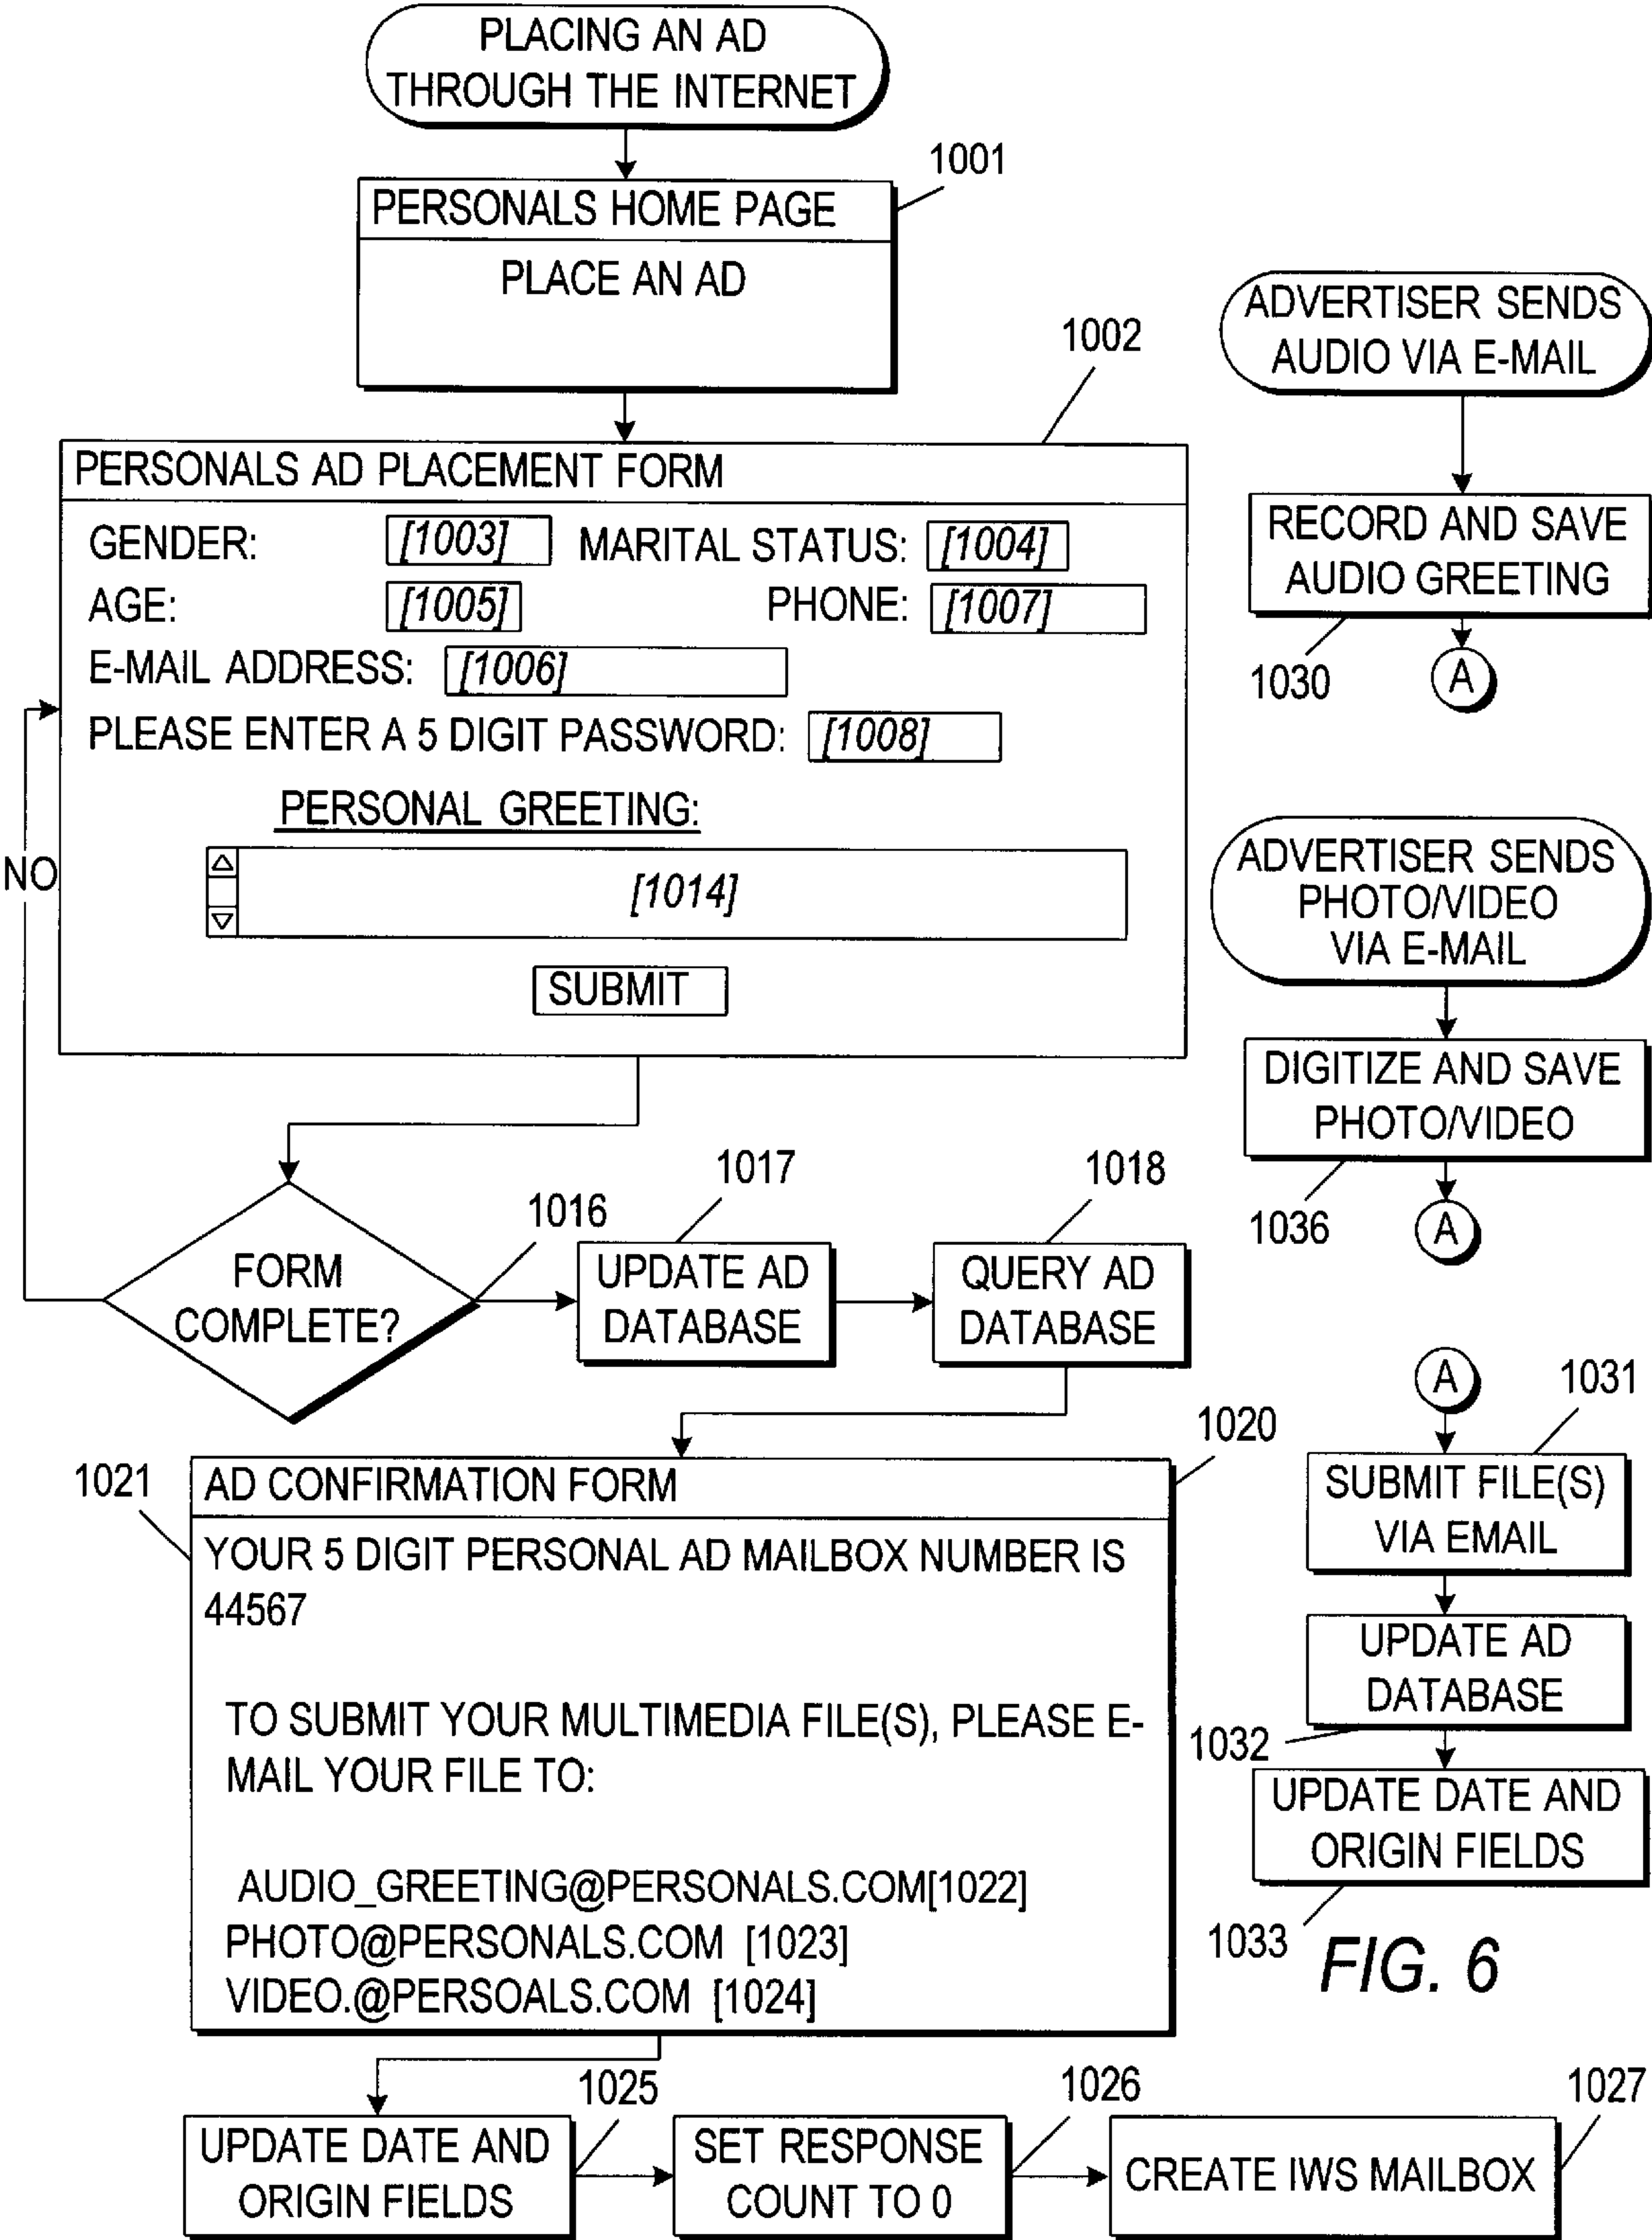 PLACING AN AD
THROUGH THE INTERNET
1001
PERSONALS HOME PAGE
PLACE AN AD
1002
PERSONALS AD PLACEMENT FORM
GENDER: [1003] MARITAL STATUS: [1004]
AGE: [1005] PHONE: [1007]
E-MAIL ADDRESS: [1006]
PLEASE ENTER A 5 DIGIT PASSWORD: [1008]
PERSONAL GREETING:
[1014]
SUBMIT
NO
FORM
COMPLETE?
1016
1017
UPDATE AD
DATABASE
1018
QUERY AD
DATABASE
1020
1021
AD CONFIRMATION FORM
YOUR 5 DIGIT PERSONAL AD MAILBOX NUMBER IS
44567
TO SUBMIT YOUR MULTIMEDIA FILE(S), PLEASE E-
MAIL YOUR FILE TO:
AUDIO_GREETING@PERSONALS.COM[1022]
PHOTO@PERSONALS.COM [1023]
VIDEO.@PERSOALS.COM [1024]
1025
UPDATE DATE AND
ORIGIN FIELDS
1026
SET RESPONSE
COUNT TO 0
1027
CREATE IWS MAILBOX
ADVERTISER SENDS
AUDIO VIA E-MAIL
RECORD AND SAVE
AUDIO GREETING
1030
A
ADVERTISER SENDS
PHOTO/VIDEO
VIA E-MAIL
DIGITIZE AND SAVE
PHOTO/VIDEO
1036
A
A
1031
SUBMIT FILE(S)
VIA EMAIL
UPDATE AD
DATABASE
1032
UPDATE DATE AND
ORIGIN FIELDS
1033
FIG. 6